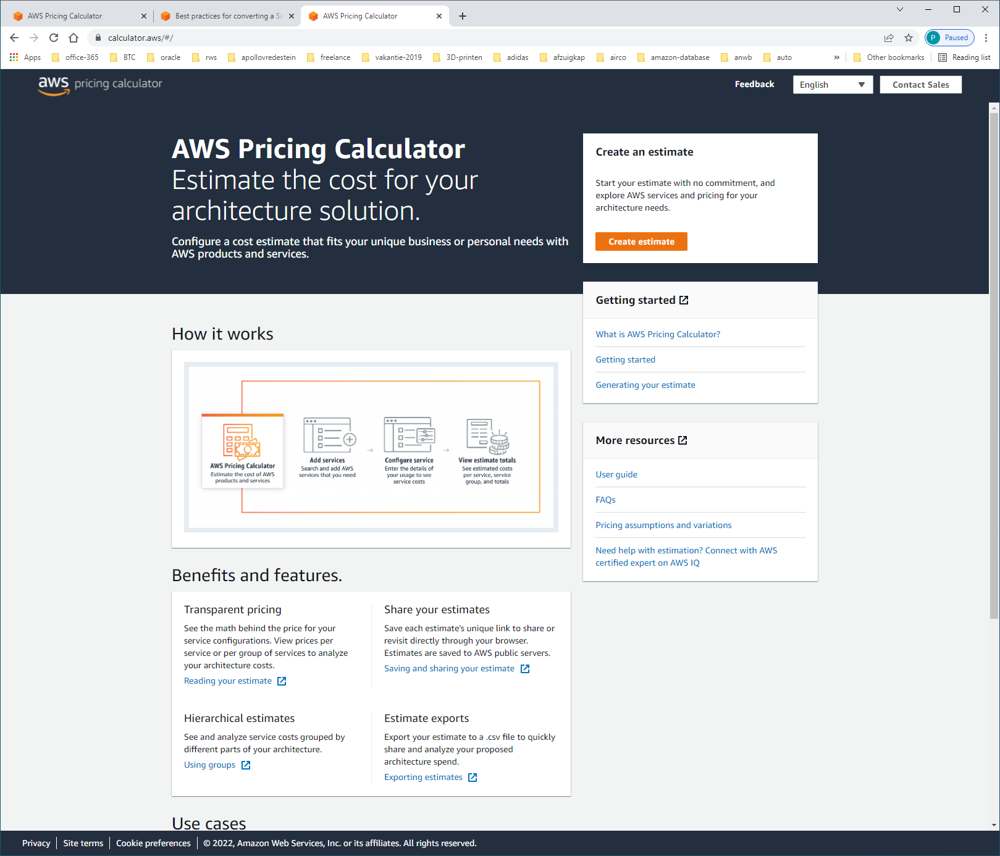 AWS Pricing Calculator
Best practices for converting a Si
AWS Pricing Calculator
calculator.aws/#/
P Paused
Apps office-365 BTC oracle rws apollovredestein freelance vakantie-2019 3D-printen adidas afzuigkap airco amazon-database anwb auto » Other bookmarks Reading list
aws pricing calculator
Feedback English Contact Sales
AWS Pricing Calculator
Estimate the cost for your
architecture solution.
Configure a cost estimate that fits your unique business or personal needs with
AWS products and services.
Create an estimate
Start your estimate with no commitment, and
explore AWS services and pricing for your
architecture needs.
Create estimate
Getting started
What is AWS Pricing Calculator?
Getting started
Generating your estimate
More resources
User guide
FAQs
Pricing assumptions and variations
Need help with estimation? Connect with AWS
certified expert on AWS IQ
How it works
AWS Pricing Calculator
Estimate the cost of AWS
products and services
Add services
Search and add AWS
services that you need
Configure service
Enter the details of
your usage to see
service costs
View estimate totals
See estimated costs
per service, service
group, and totals
Benefits and features.
Transparent pricing
See the math behind the price for your
service configurations. View prices per
service or per group of services to analyze
your architecture costs.
Reading your estimate
Share your estimates
Save each estimate's unique link to share or
revisit directly through your browser.
Estimates are saved to AWS public servers.
Saving and sharing your estimate
Hierarchical estimates
See and analyze service costs grouped by
different parts of your architecture.
Using groups
Estimate exports
Export your estimate to a .csv file to quickly
share and analyze your proposed
architecture spend.
Exporting estimates
Use cases
Privacy Site terms Cookie preferences © 2022, Amazon Web Services, Inc. or its affiliates. All rights reserved.